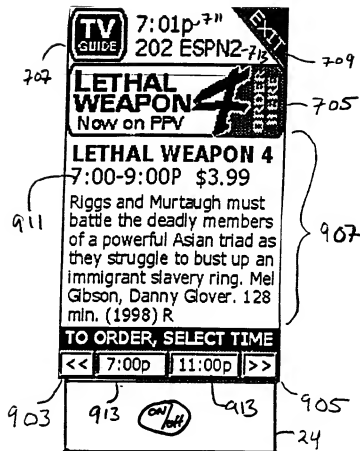 TV GUIDE
7:01p 711
202 ESPN2 713
EXIT
707
709
LETHAL WEAPON 4
Now on PPV
ORDER HERE
705
LETHAL WEAPON 4
7:00-9:00P $3.99
911
Riggs and Murtaugh must
battle the deadly members
of a powerful Asian triad as
they struggle to bust up an
immigrant slavery ring. Mel
Gibson, Danny Glover. 128
min. (1998) R
907
TO ORDER, SELECT TIME
<< 7:00p 11:00p >>
903 913 913 905
on/off
24